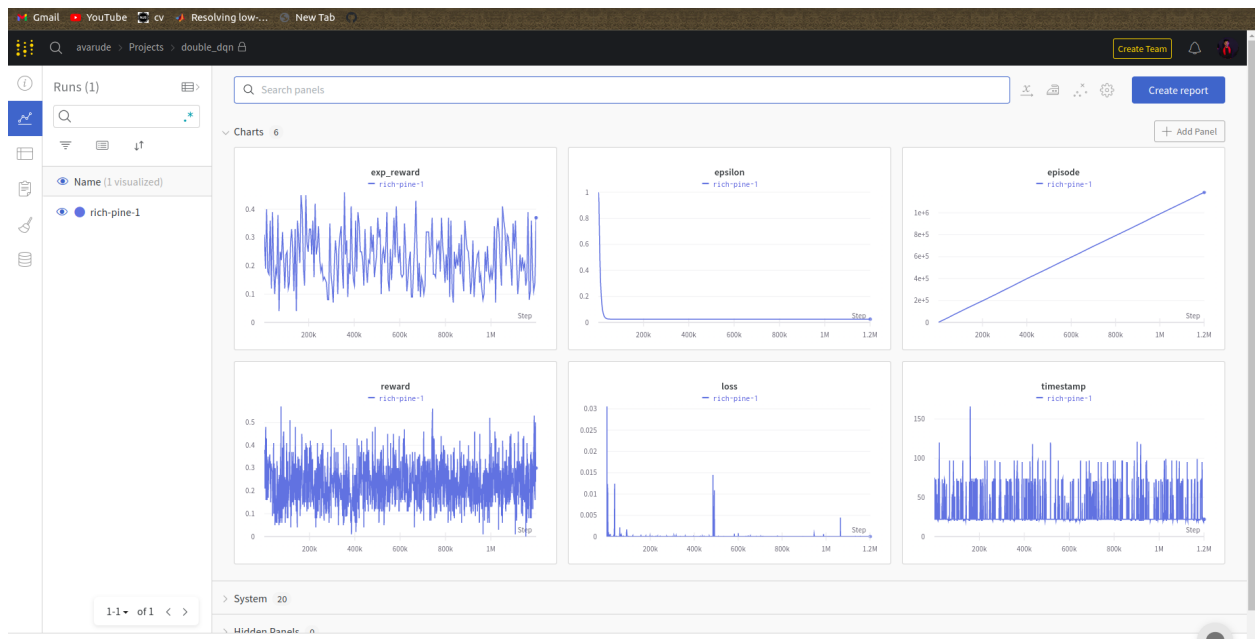 Gmail YouTube cv Resolving low-... New Tab
avarude > Projects > double_dqn Create Team
Runs (1) Search panels Create report
.*
Charts 6 + Add Panel
Name (1 visualized)
rich-pine-1
exp_reward
rich-pine-1
0.4
0.3
0.2
0.1
0
Step
200k 400k 600k 800k 1M
epsilon
rich-pine-1
1
0.8
0.6
0.4
0.2
0
Step
200k 400k 600k 800k 1M 1.2M
episode
rich-pine-1
1e+6
8e+5
6e+5
4e+5
2e+5
0
Step
200k 400k 600k 800k 1M 1.2M
reward
rich-pine-1
0.5
0.4
0.3
0.2
0.1
0
Step
200k 400k 600k 800k 1M
loss
rich-pine-1
0.03
0.025
0.02
0.015
0.01
0.005
0
Step
200k 400k 600k 800k 1M 1.2M
timestamp
rich-pine-1
150
100
50
0
Step
200k 400k 600k 800k 1M 1.2M
1-1 of 1 < >
System 20
Hidden Panels 0